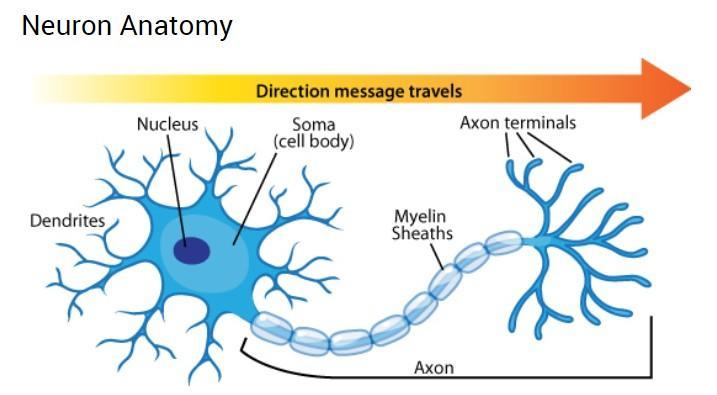 Neuron Anatomy
Direction message travels
Nucleus
Soma
(cell body)
Axon terminals
Dendrites
Myelin
Sheaths
Axon